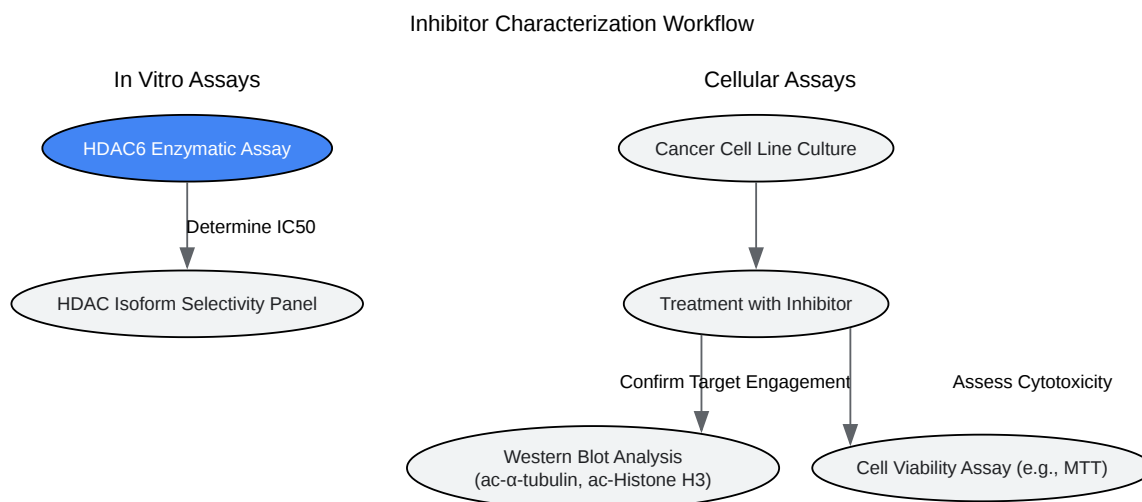 Inhibitor Characterization Workflow
In Vitro Assays
HDAC6 Enzymatic Assay
Determine IC50
HDAC Isoform Selectivity Panel
Cellular Assays
Cancer Cell Line Culture
Treatment with Inhibitor
Confirm Target Engagement
Assess Cytotoxicity
Western Blot Analysis
(ac-α-tubulin, ac-Histone H3)
Cell Viability Assay (e.g., MTT)